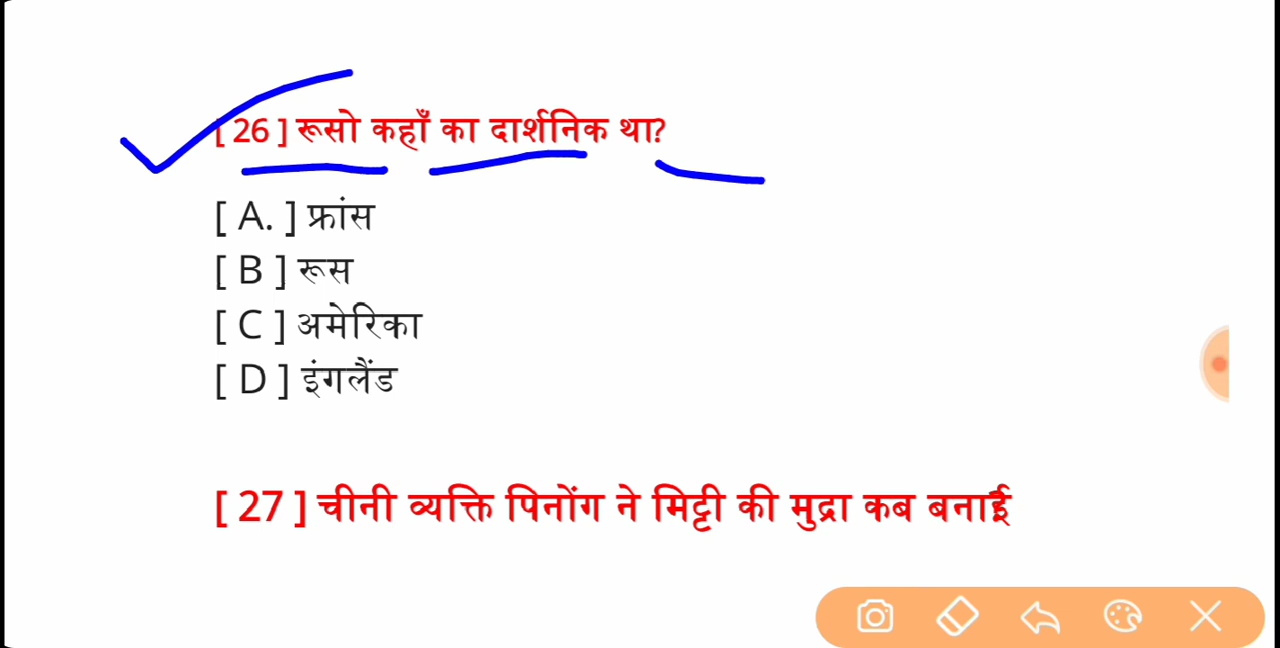 [ 26 ] रूसो कहाँ का दार्शनिक था?
[ A. ] फ्रांस
[ B ] रूस
[ C ] अमेरिका
[ D ] इंगलैंड
[ 27 ] चीनी व्यक्ति पिनोंग ने मिट्टी की मुद्रा कब बनाई